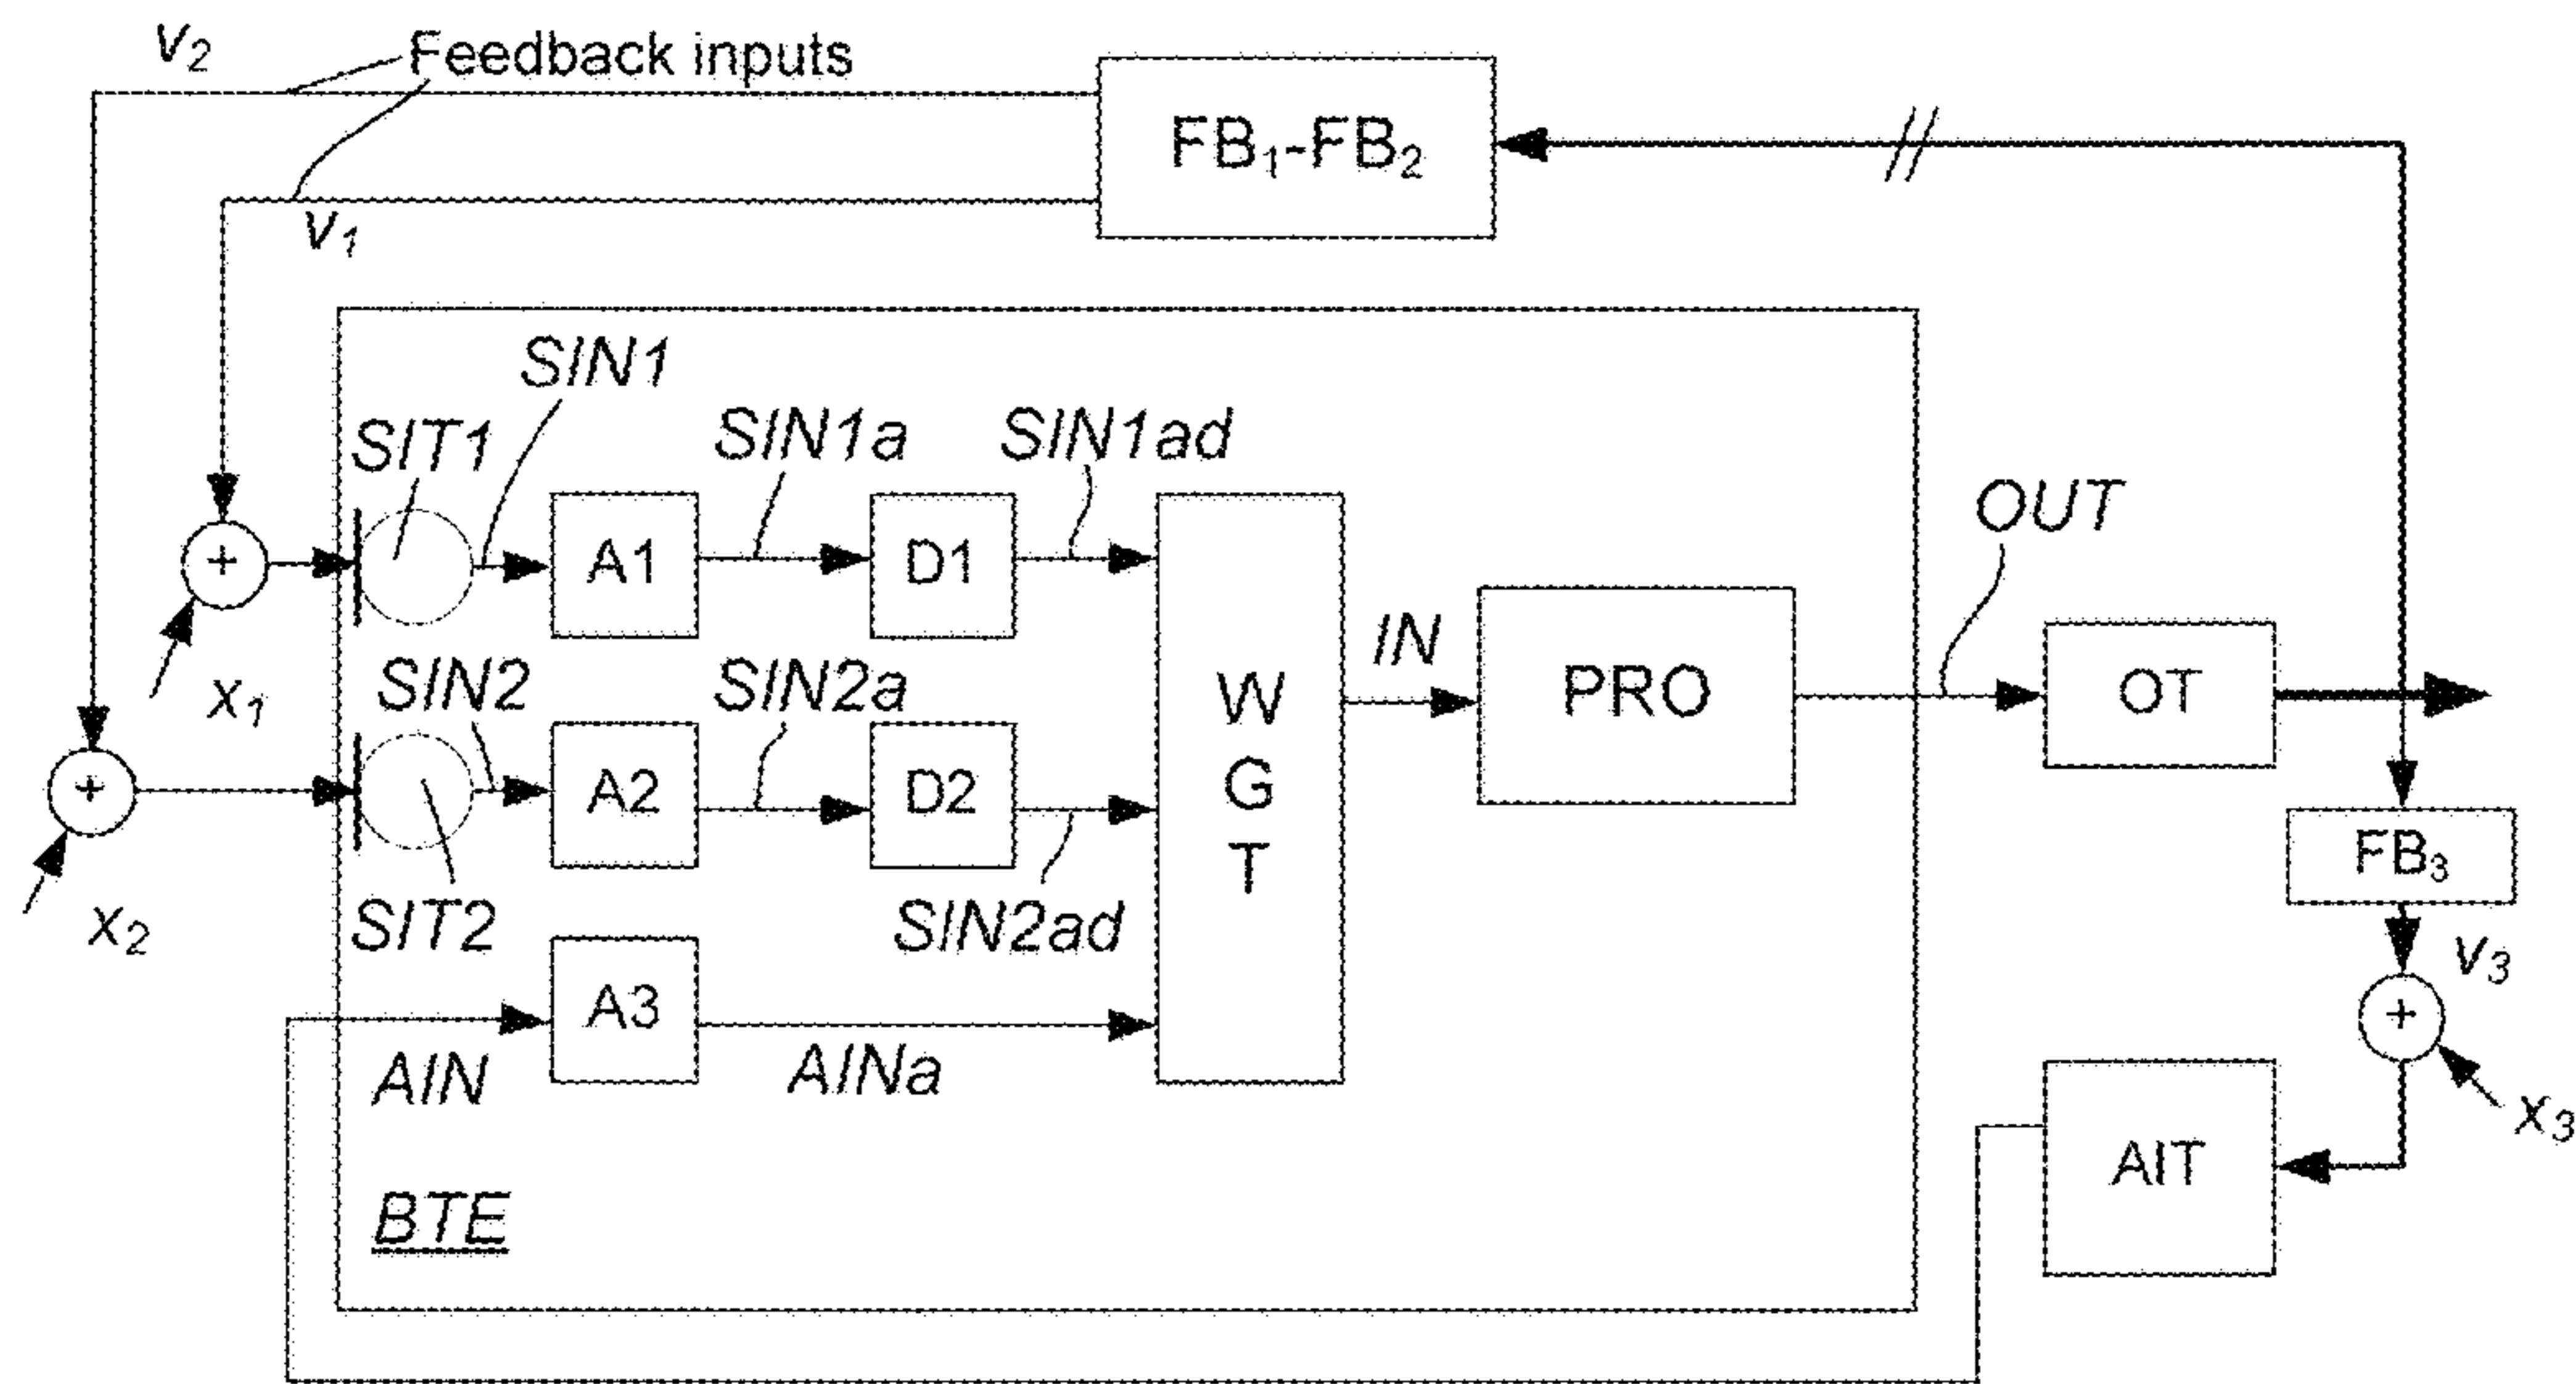 v2
Feedback inputs
FB1-FB2
v1
SIN1
SIT1
SIN1a
SIN1ad
OUT
+
A1
D1
x1
SIN2
SIN2a
W
G
T
IN
PRO
OT
+
A2
D2
FB3
x2
SIT2
SIN2ad
v3
A3
+
AIN
AINa
x3
AIT
BTE